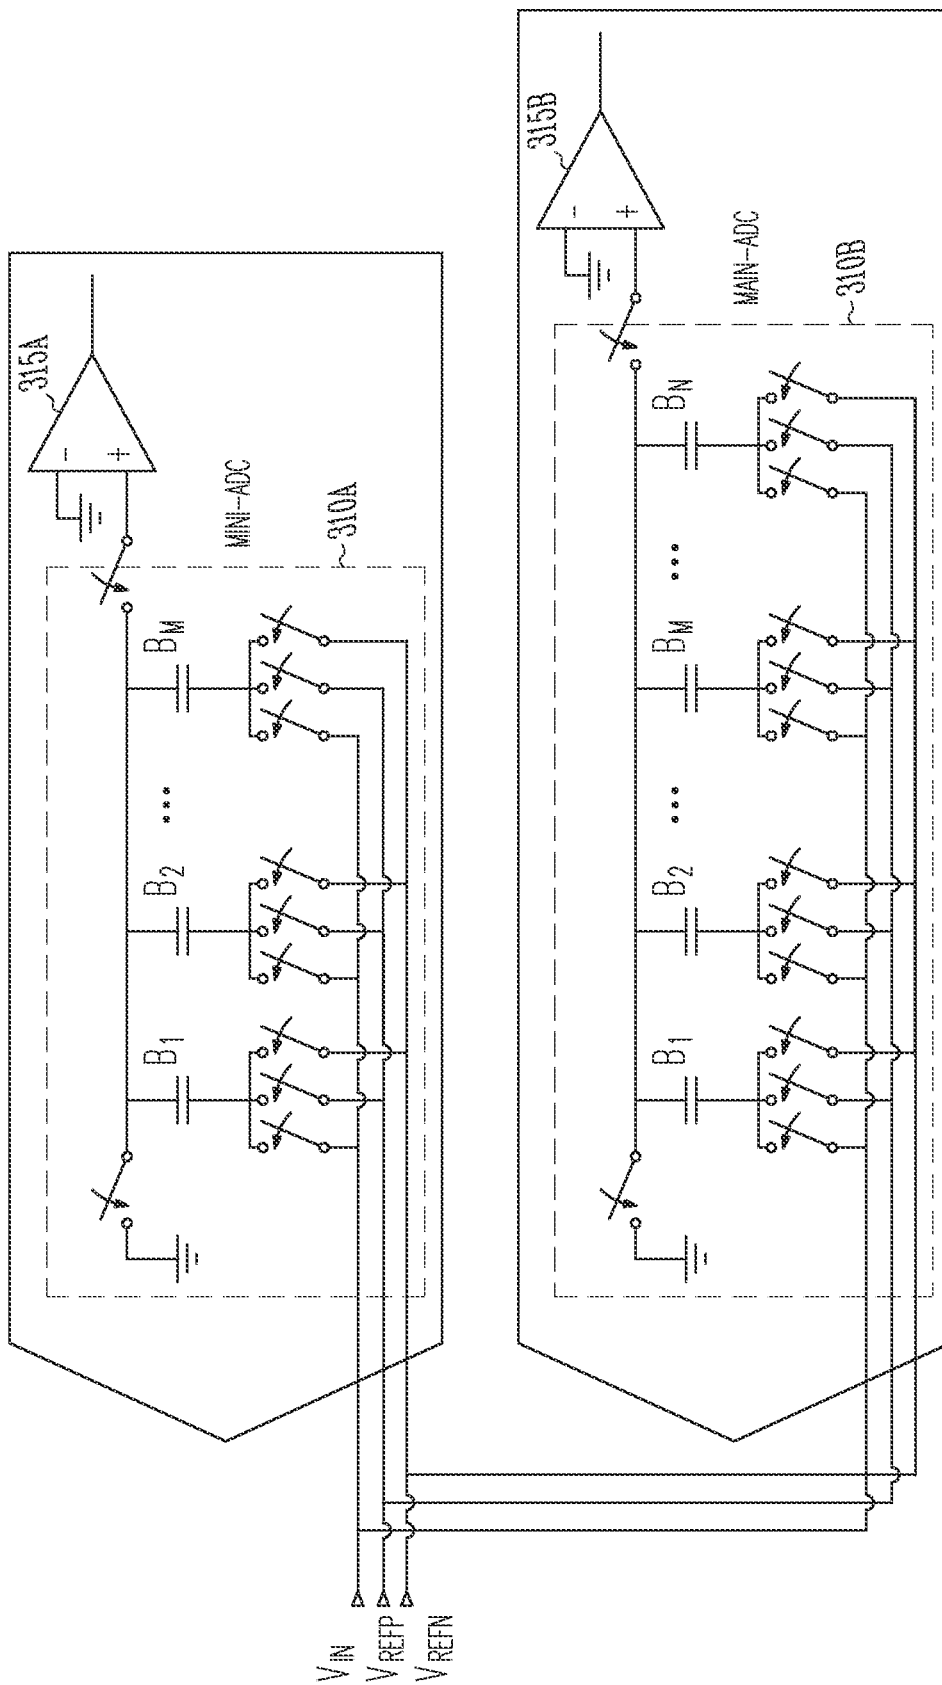 315A
MINI-ADC
310A
B1
B2
...
BM
- +
315B
MAIN-ADC
310B
B1
B2
...
BM
...
BN
- +
VIN
VREFP
VREFN